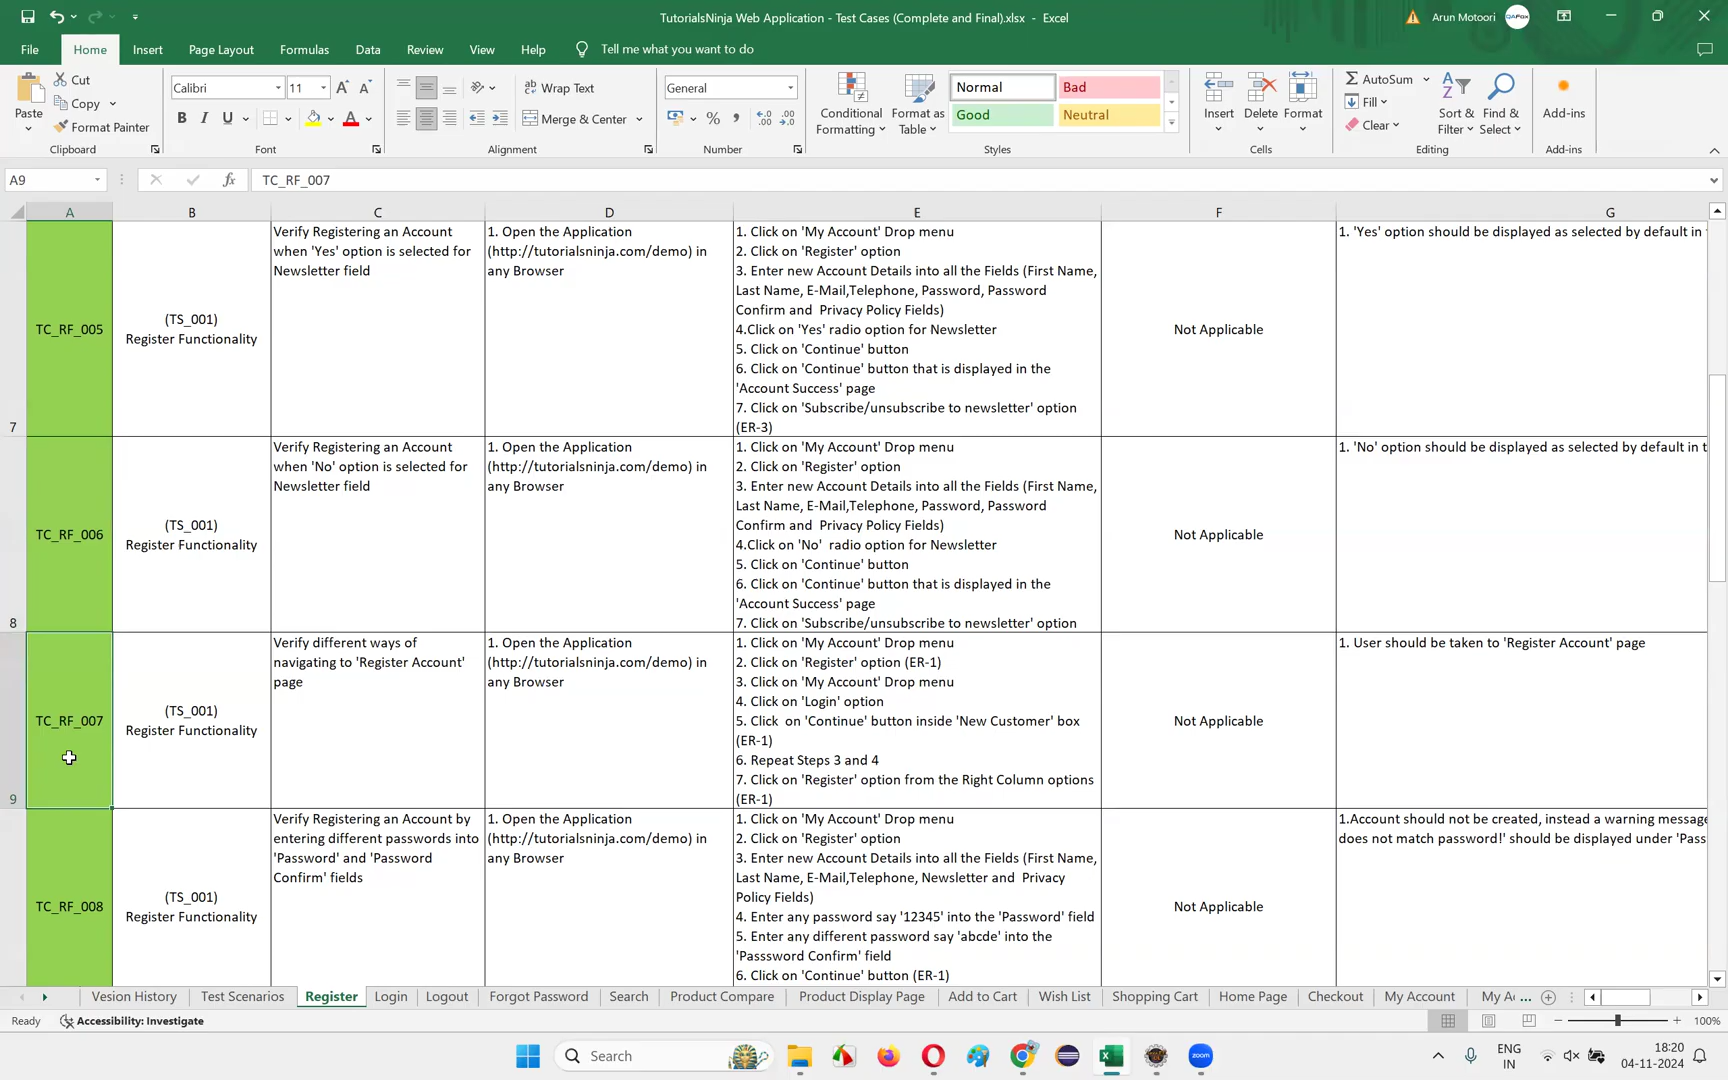 TutorialsNinja Web Application - Test Cases (Complete and Final).xlsx - Excel
Arun Motoori
QAFox
File Home Insert Page Layout Formulas Data Review View Help Tell me what you want to do
Paste
Cut
Copy
Format Painter
Clipboard
Calibri 11
B I U
Font
Wrap Text
Merge & Center
Alignment
General
Number
Conditional Formatting
Format as Table
Normal Bad
Good Neutral
Styles
Insert Delete Format
Cells
AutoSum
Fill
Clear
Sort & Filter
Find & Select
Editing
Add-ins
Add-ins
A9 fx TC_RF_007
A B C D E F G
7
TC_RF_005
(TS_001)
Register Functionality
Verify Registering an Account
when 'Yes' option is selected for
Newsletter field
1. Open the Application
(http://tutorialsninja.com/demo) in
any Browser
1. Click on 'My Account' Drop menu
2. Click on 'Register' option
3. Enter new Account Details into all the Fields (First Name,
Last Name, E-Mail,Telephone, Password, Password
Confirm and  Privacy Policy Fields)
4.Click on 'Yes' radio option for Newsletter
5. Click on 'Continue' button
6. Click on 'Continue' button that is displayed in the
'Account Success' page
7. Click on 'Subscribe/unsubscribe to newsletter' option
(ER-3)
Not Applicable
1. 'Yes' option should be displayed as selected by default in
8
TC_RF_006
(TS_001)
Register Functionality
Verify Registering an Account
when 'No' option is selected for
Newsletter field
1. Open the Application
(http://tutorialsninja.com/demo) in
any Browser
1. Click on 'My Account' Drop menu
2. Click on 'Register' option
3. Enter new Account Details into all the Fields (First Name,
Last Name, E-Mail,Telephone, Password, Password
Confirm and  Privacy Policy Fields)
4.Click on 'No'  radio option for Newsletter
5. Click on 'Continue' button
6. Click on 'Continue' button that is displayed in the
'Account Success' page
7. Click on 'Subscribe/unsubscribe to newsletter' option
Not Applicable
1. 'No' option should be displayed as selected by default in t
9
TC_RF_007
(TS_001)
Register Functionality
Verify different ways of
navigating to 'Register Account'
page
1. Open the Application
(http://tutorialsninja.com/demo) in
any Browser
1. Click on 'My Account' Drop menu
2. Click on 'Register' option (ER-1)
3. Click on 'My Account' Drop menu
4. Click on 'Login' option
5. Click  on 'Continue' button inside 'New Customer' box
(ER-1)
6. Repeat Steps 3 and 4
7. Click on 'Register' option from the Right Column options
(ER-1)
Not Applicable
1. User should be taken to 'Register Account' page
TC_RF_008
(TS_001)
Register Functionality
Verify Registering an Account by
entering different passwords into
'Password' and 'Password
Confirm' fields
1. Open the Application
(http://tutorialsninja.com/demo) in
any Browser
1. Click on 'My Account' Drop menu
2. Click on 'Register' option
3. Enter new Account Details into all the Fields (First Name,
Last Name, E-Mail,Telephone, Newsletter and  Privacy
Policy Fields)
4. Enter any password say '12345' into the 'Password' field
5. Enter any different password say 'abcde' into the
'Passsword Confirm' field
6. Click on 'Continue' button (ER-1)
Not Applicable
1.Account should not be created, instead a warning message
does not match password!' should be displayed under 'Pass
Vesion History Test Scenarios Register Login Logout Forgot Password Search Product Compare Product Display Page Add to Cart Wish List Shopping Cart Home Page Checkout My Account My Ac ...
Ready Accessibility: Investigate 100%
Search
zoom
ENG
IN
18:20
04-11-2024